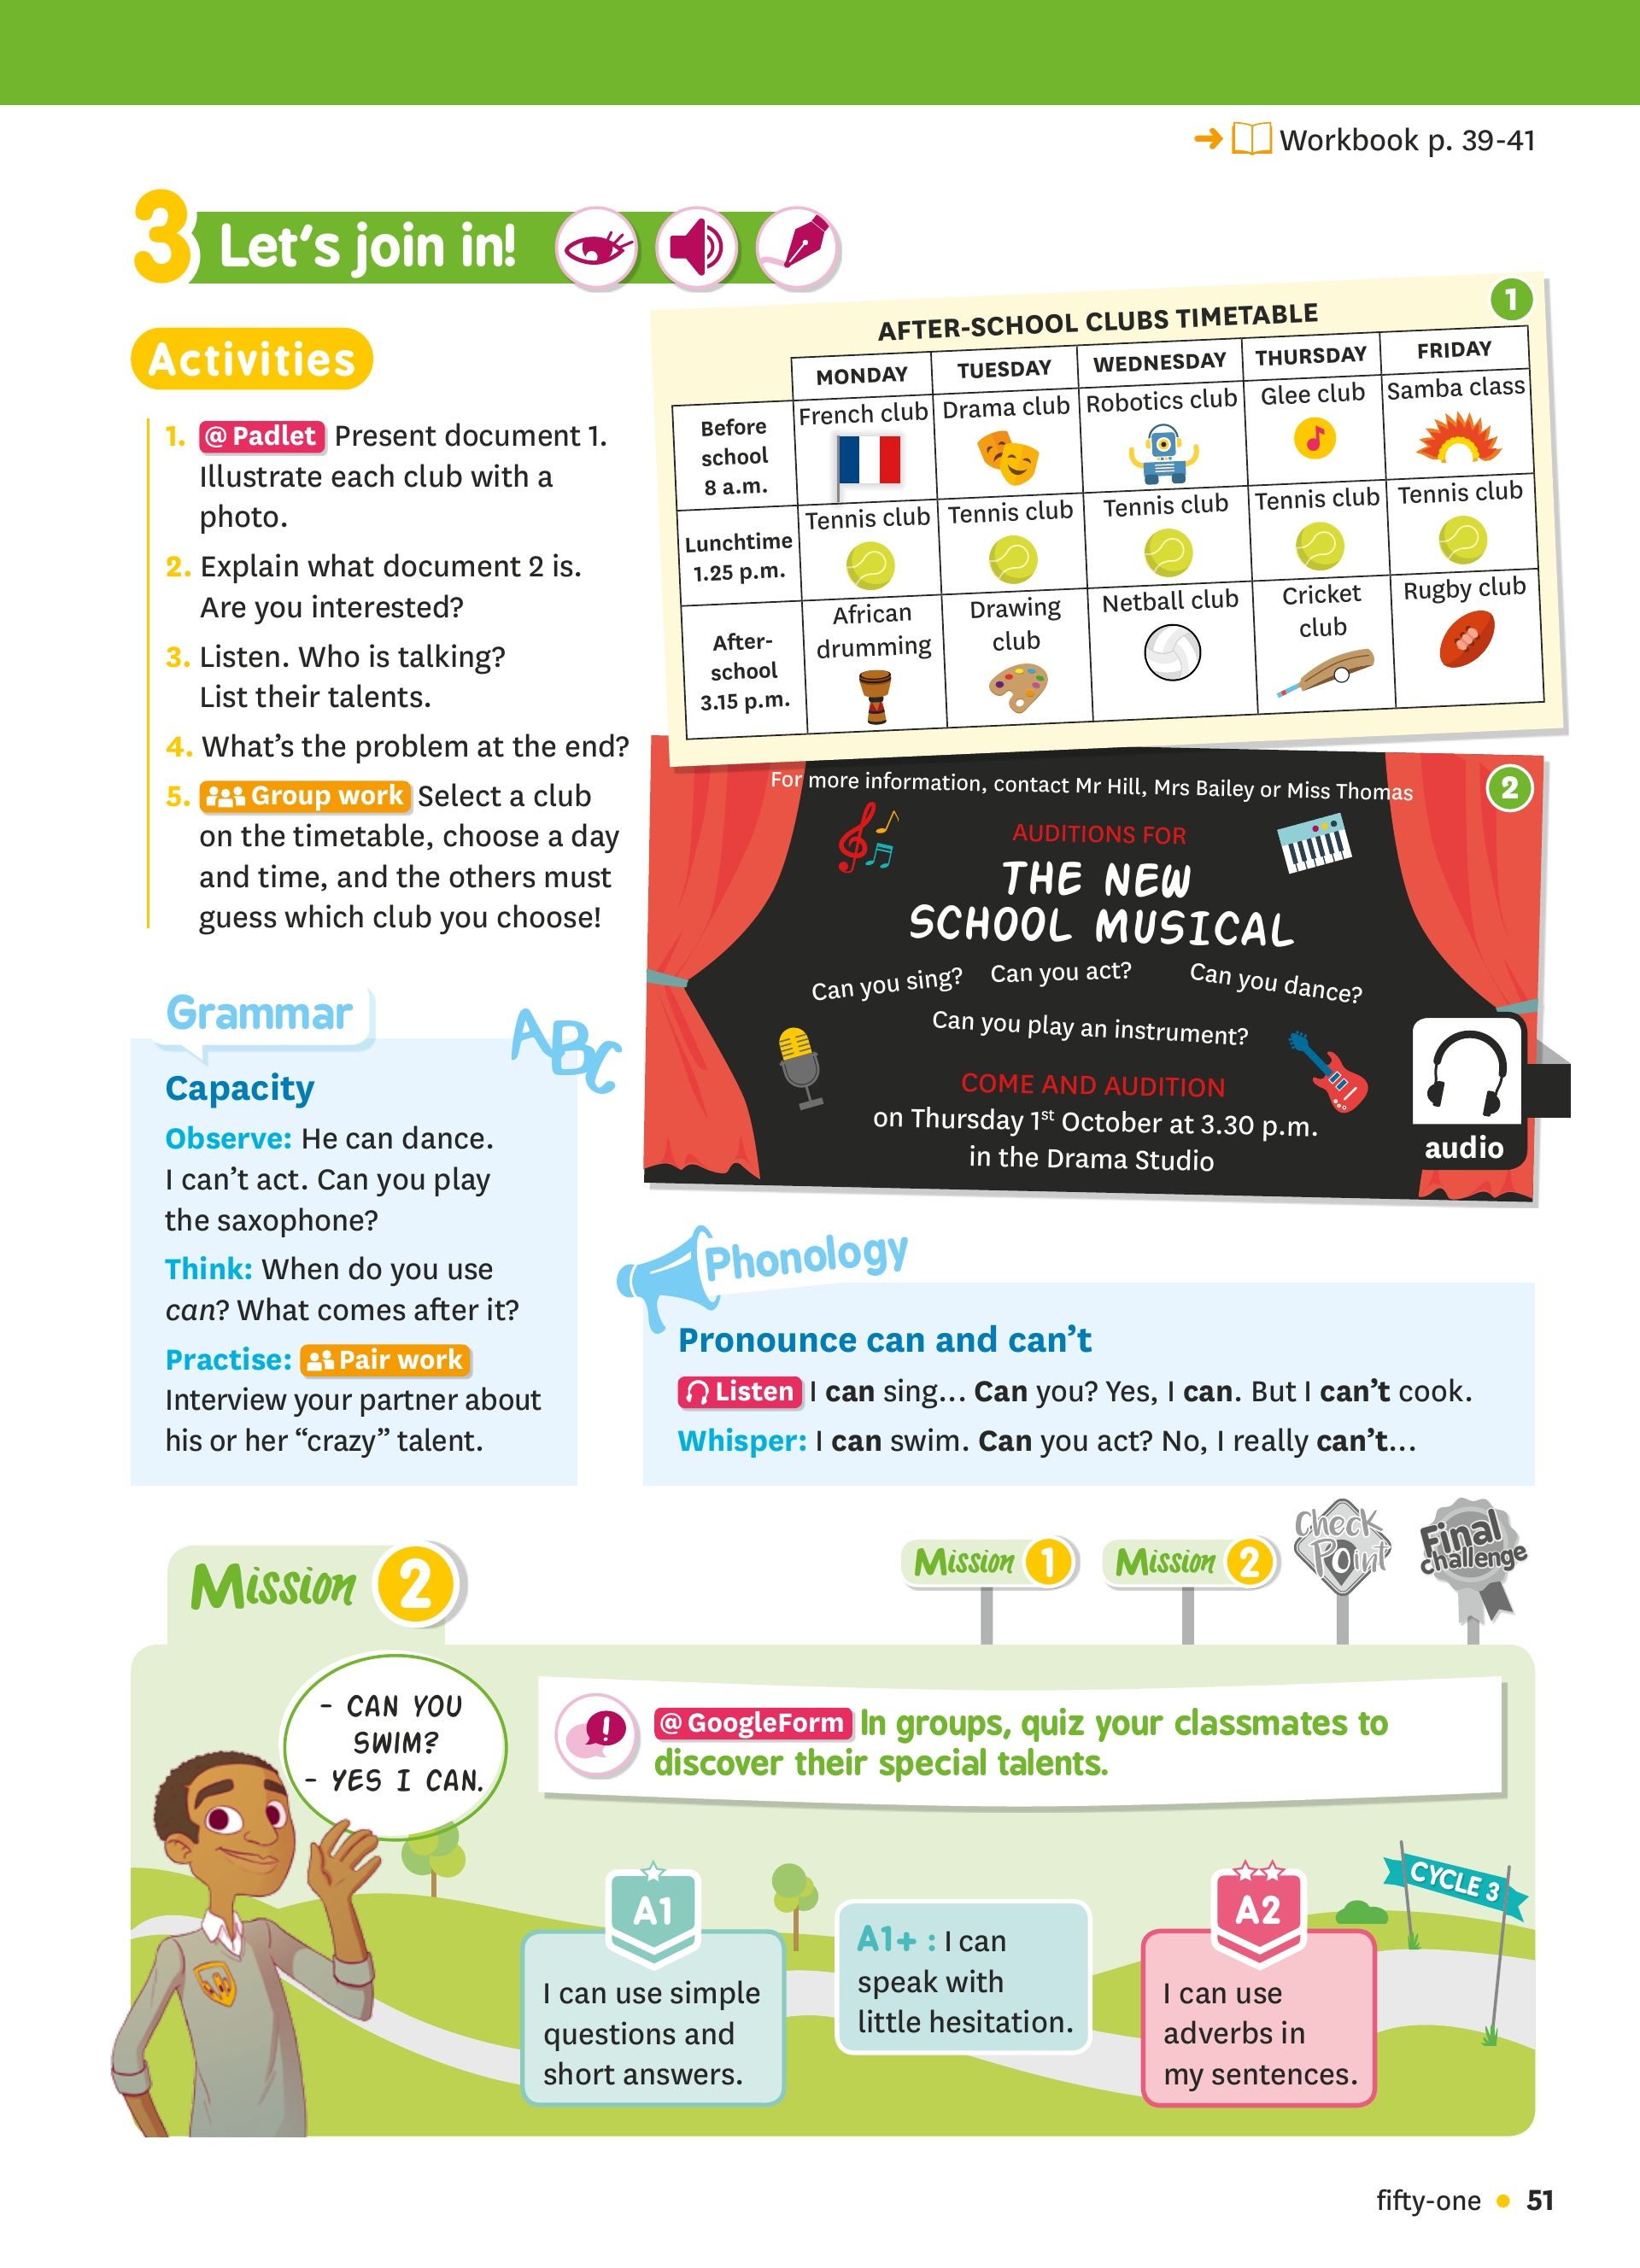 Workbook p. 39-41
3 Let's join in!
Activities
1. @ Padlet Present document 1.
Illustrate each club with a
photo.
2. Explain what document 2 is.
Are you interested?
3. Listen. Who is talking?
List their talents.
4. What's the problem at the end?
5. Group work Select a club
on the timetable, choose a day
and time, and the others must
guess which club you choose!
1
AFTER-SCHOOL CLUBS TIMETABLE
MONDAY TUESDAY WEDNESDAY THURSDAY FRIDAY
Before
school
8 a.m.
French club Drama club Robotics club Glee club Samba class
Lunchtime
1.25 p.m.
Tennis club Tennis club Tennis club Tennis club Tennis club
After-
school
3.15 p.m.
African
drumming
Drawing
club
Netball club
Cricket
club
Rugby club
2
For more information, contact Mr Hill, Mrs Bailey or Miss Thomas
AUDITIONS FOR
THE NEW
SCHOOL MUSICAL
Can you sing? Can you act? Can you dance?
Can you play an instrument?
COME AND AUDITION
on Thursday 1st October at 3.30 p.m.
in the Drama Studio
audio
Grammar
ABC
Capacity
Observe: He can dance.
I can't act. Can you play
the saxophone?
Think: When do you use
can? What comes after it?
Practise: Pair work
Interview your partner about
his or her "crazy" talent.
Phonology
Pronounce can and can't
Listen I can sing... Can you? Yes, I can. But I can't cook.
Whisper: I can swim. Can you act? No, I really can't...
Mission 2
Mission 1
Mission 2
Check
Point
Final
challenge
- CAN YOU
SWIM?
- YES I CAN.
@ GoogleForm In groups, quiz your classmates to
discover their special talents.
A1
I can use simple
questions and
short answers.
A1+ : I can
speak with
little hesitation.
A2
I can use
adverbs in
my sentences.
CYCLE 3
fifty-one • 51